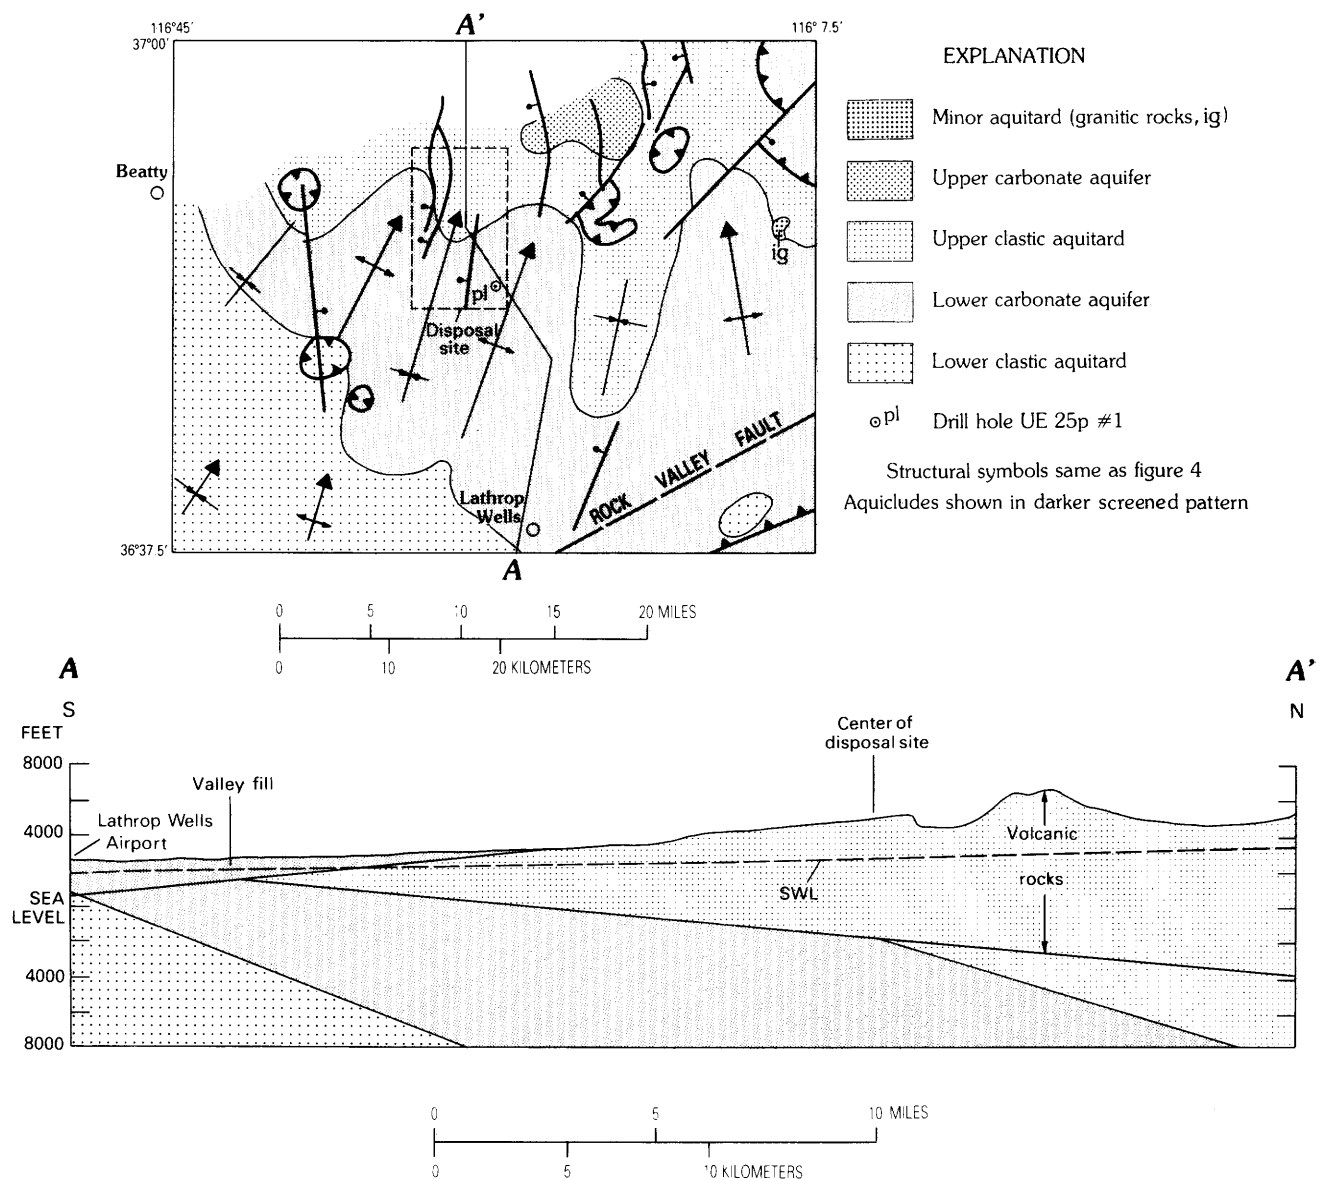 A'
116°45'
116° 7.5'
37°00'
Beatty
ig
pl
Disposal
site
ROCK VALLEY FAULT
Lathrop
Wells
36°37.5'
A
EXPLANATION
Minor aquitard (granitic rocks, ig)
Upper carbonate aquifer
Upper clastic aquitard
Lower carbonate aquifer
Lower clastic aquitard
pl Drill hole UE 25p #1
Structural symbols same as figure 4
Aquicludes shown in darker screened pattern
0 5 10 15 20 MILES
0 10 20 KILOMETERS
A A'
S N
FEET
Center of
disposal site
8000
Valley fill
Lathrop Wells
Airport
4000
Volcanic
rocks
SWL
SEA
LEVEL
4000
8000
0 5 10 MILES
0 5 10 KILOMETERS